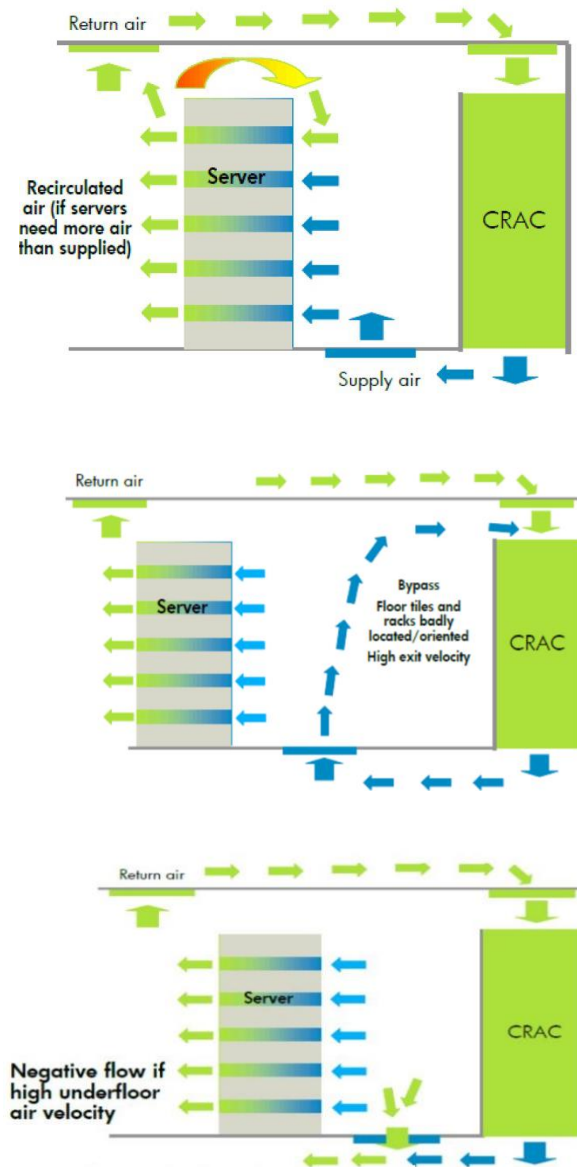 Return air
Recirculated
air (if servers
need more air
than supplied)
Server
CRAC
Supply air
Return air
Server
Bypass
Floor tiles and
racks badly
located/oriented
High exit velocity
CRAC
Return air
Server
CRAC
Negative flow if
high underfloor
air velocity